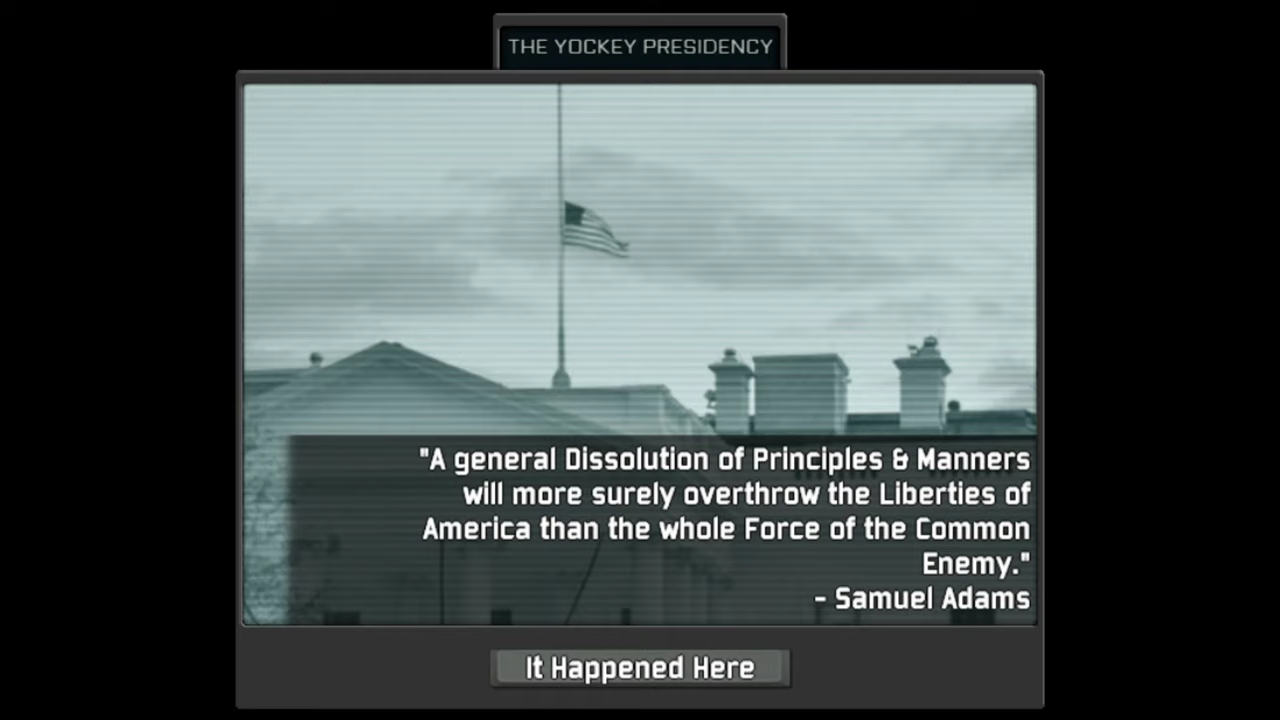 THE YOCKEY PRESIDENCY
"A general Dissolution of Principles & Manners
will more surely overthrow the Liberties of
America than the whole Force of the Common
Enemy."
- Samuel Adams
It Happened Here